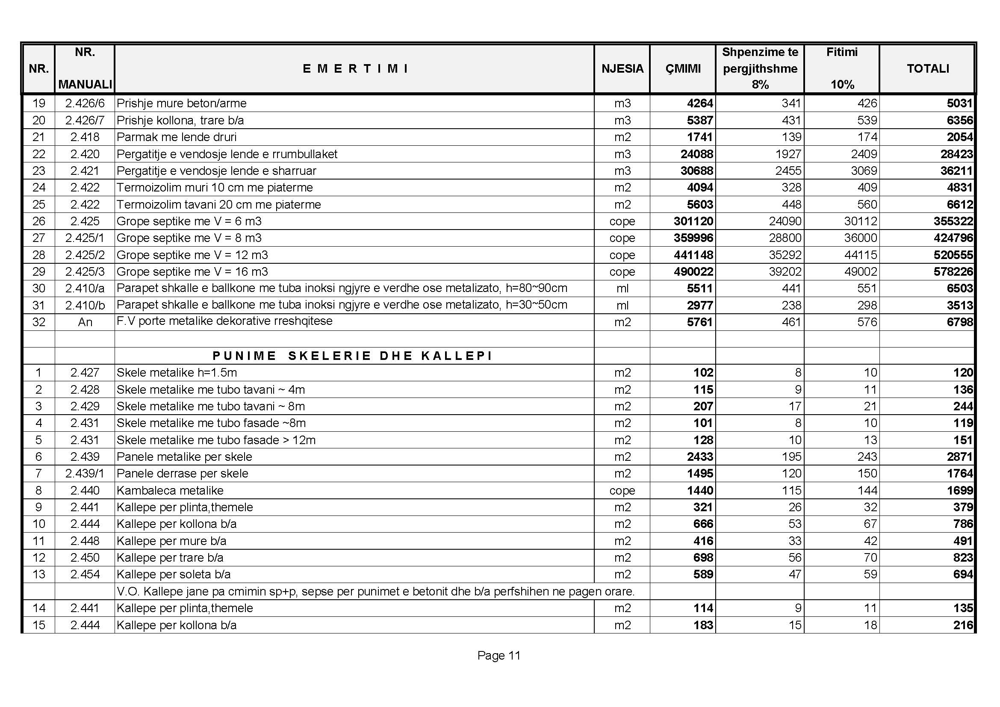 NR. NR. MANUALI E M E R T I M I NJESIA ÇMIMI Shpenzime te pergjithshme 8% Fitimi 10% TOTALI
19 2.426/6 Prishje mure beton/arme m3 4264 341 426 5031
20 2.426/7 Prishje kollona, trare b/a m3 5387 431 539 6356
21 2.418 Parmak me lende druri m2 1741 139 174 2054
22 2.420 Pergatitje e vendosje lende e rrumbullaket m3 24088 1927 2409 28423
23 2.421 Pergatitje e vendosje lende e sharruar m3 30688 2455 3069 36211
24 2.422 Termoizolim muri 10 cm me piaterme m2 4094 328 409 4831
25 2.422 Termoizolim tavani 20 cm me piaterme m2 5603 448 560 6612
26 2.425 Grope septike me V = 6 m3 cope 301120 24090 30112 355322
27 2.425/1 Grope septike me V = 8 m3 cope 359996 28800 36000 424796
28 2.425/2 Grope septike me V = 12 m3 cope 441148 35292 44115 520555
29 2.425/3 Grope septike me V = 16 m3 cope 490022 39202 49002 578226
30 2.410/a Parapet shkalle e ballkone me tuba inoksi ngjyre e verdhe ose metalizato, h=80~90cm ml 5511 441 551 6503
31 2.410/b Parapet shkalle e ballkone me tuba inoksi ngjyre e verdhe ose metalizato, h=30~50cm ml 2977 238 298 3513
32 An F.V porte metalike dekorative rreshqitese m2 5761 461 576 6798
P U N I M E S K E L E R I E D H E K A L L E P I
1 2.427 Skele metalike h=1.5m m2 102 8 10 120
2 2.428 Skele metalike me tubo tavani ~ 4m m2 115 9 11 136
3 2.429 Skele metalike me tubo tavani ~ 8m m2 207 17 21 244
4 2.431 Skele metalike me tubo fasade ~8m m2 101 8 10 119
5 2.431 Skele metalike me tubo fasade > 12m m2 128 10 13 151
6 2.439 Panele metalike per skele m2 2433 195 243 2871
7 2.439/1 Panele derrase per skele m2 1495 120 150 1764
8 2.440 Kambaleca metalike cope 1440 115 144 1699
9 2.441 Kallepe per plinta,themele m2 321 26 32 379
10 2.444 Kallepe per kollona b/a m2 666 53 67 786
11 2.448 Kallepe per mure b/a m2 416 33 42 491
12 2.450 Kallepe per trare b/a m2 698 56 70 823
13 2.454 Kallepe per soleta b/a m2 589 47 59 694
V.O. Kallepe jane pa cmimin sp+p, sepse per punimet e betonit dhe b/a perfshihen ne pagen orare.
14 2.441 Kallepe per plinta,themele m2 114 9 11 135
15 2.444 Kallepe per kollona b/a m2 183 15 18 216
Page 11